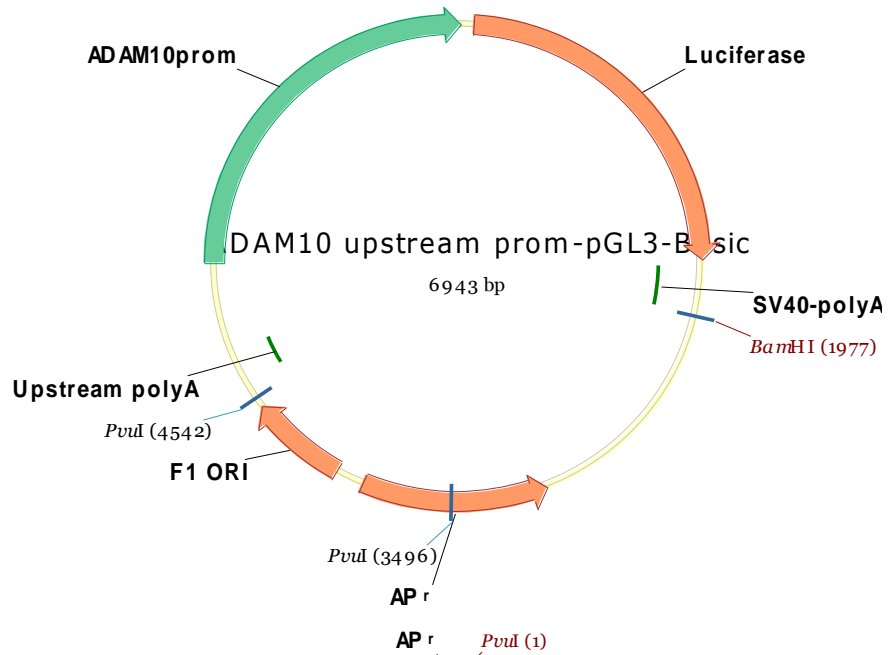 ADAM10prom
Luciferase
DAM10 upstream prom-pGL3-B sic
6943 bp
SV40-polyA
BamHI (1977)
Upstream polyA
PvuI (4542)
F1 ORI
PvuI (3496)
AP r
AP r
PvuI (1)